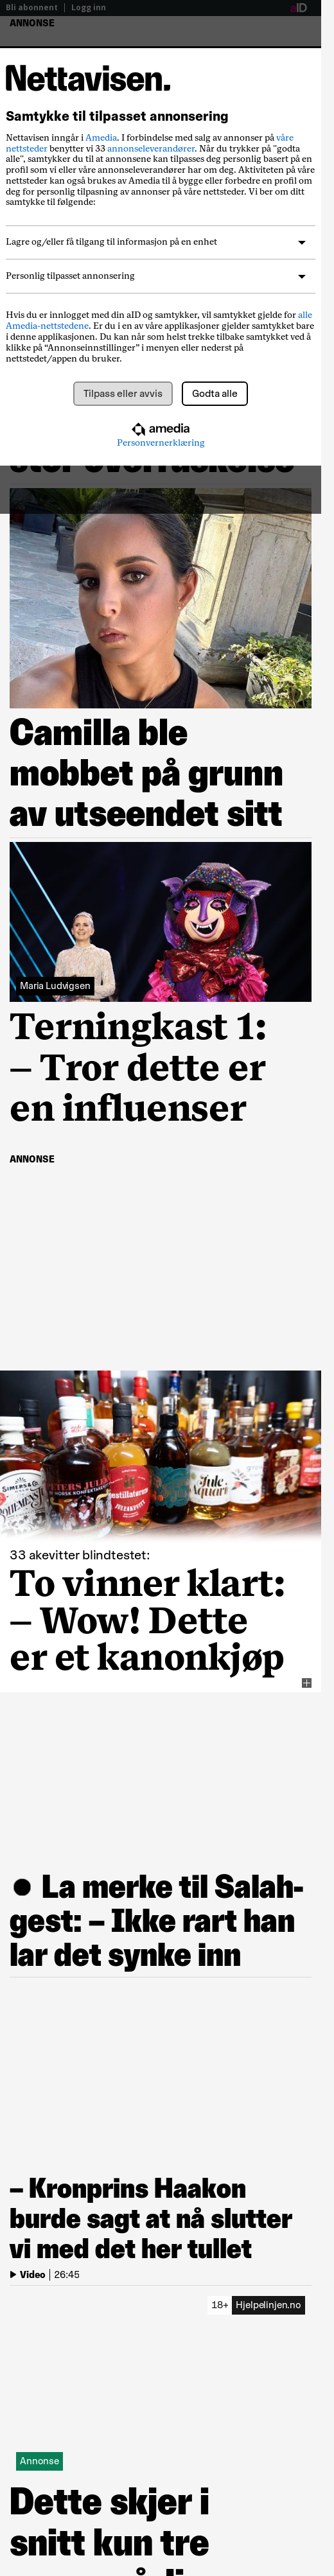 Bli abonnent | Logg inn
aID
ANNONSE
Nettavisen.
Samtykke til tilpasset annonsering
Nettavisen inngår i Amedia. I forbindelse med salg av annonser på våre
nettsteder benytter vi 33 annonseleverandører. Når du trykker på "godta
alle", samtykker du til at annonsene kan tilpasses deg personlig basert på en
profil som vi eller våre annonseleverandører har om deg. Aktiviteten på våre
nettsteder kan også brukes av Amedia til å bygge eller forbedre en profil om
deg for personlig tilpasning av annonser på våre nettsteder. Vi ber om ditt
samtykke til følgende:
Lagre og/eller få tilgang til informasjon på en enhet
Personlig tilpasset annonsering
Hvis du er innlogget med din aID og samtykker, vil samtykket gjelde for alle
Amedia-nettstedene. Er du i en av våre applikasjoner gjelder samtykket bare
i denne applikasjonen. Du kan når som helst trekke tilbake samtykket ved å
klikke på “Annonseinnstillinger” i menyen eller nederst på
nettstedet/appen du bruker.
Tilpass eller avvis Godta alle
amedia
Personvernerklæring
stor overraskelse
Camilla ble
mobbet på grunn
av utseendet sitt
Maria Ludvigsen
Terningkast 1:
– Tror dette er
en influenser
ANNONSE
33 akevitter blindtestet:
To vinner klart:
– Wow! Dette
er et kanonkjøp
● La merke til Salah-
gest: – Ikke rart han
lar det synke inn
– Kronprins Haakon
burde sagt at nå slutter
vi med det her tullet
Video | 26:45
18+ Hjelpelinjen.no
Annonse
Dette skjer i
snitt kun tre